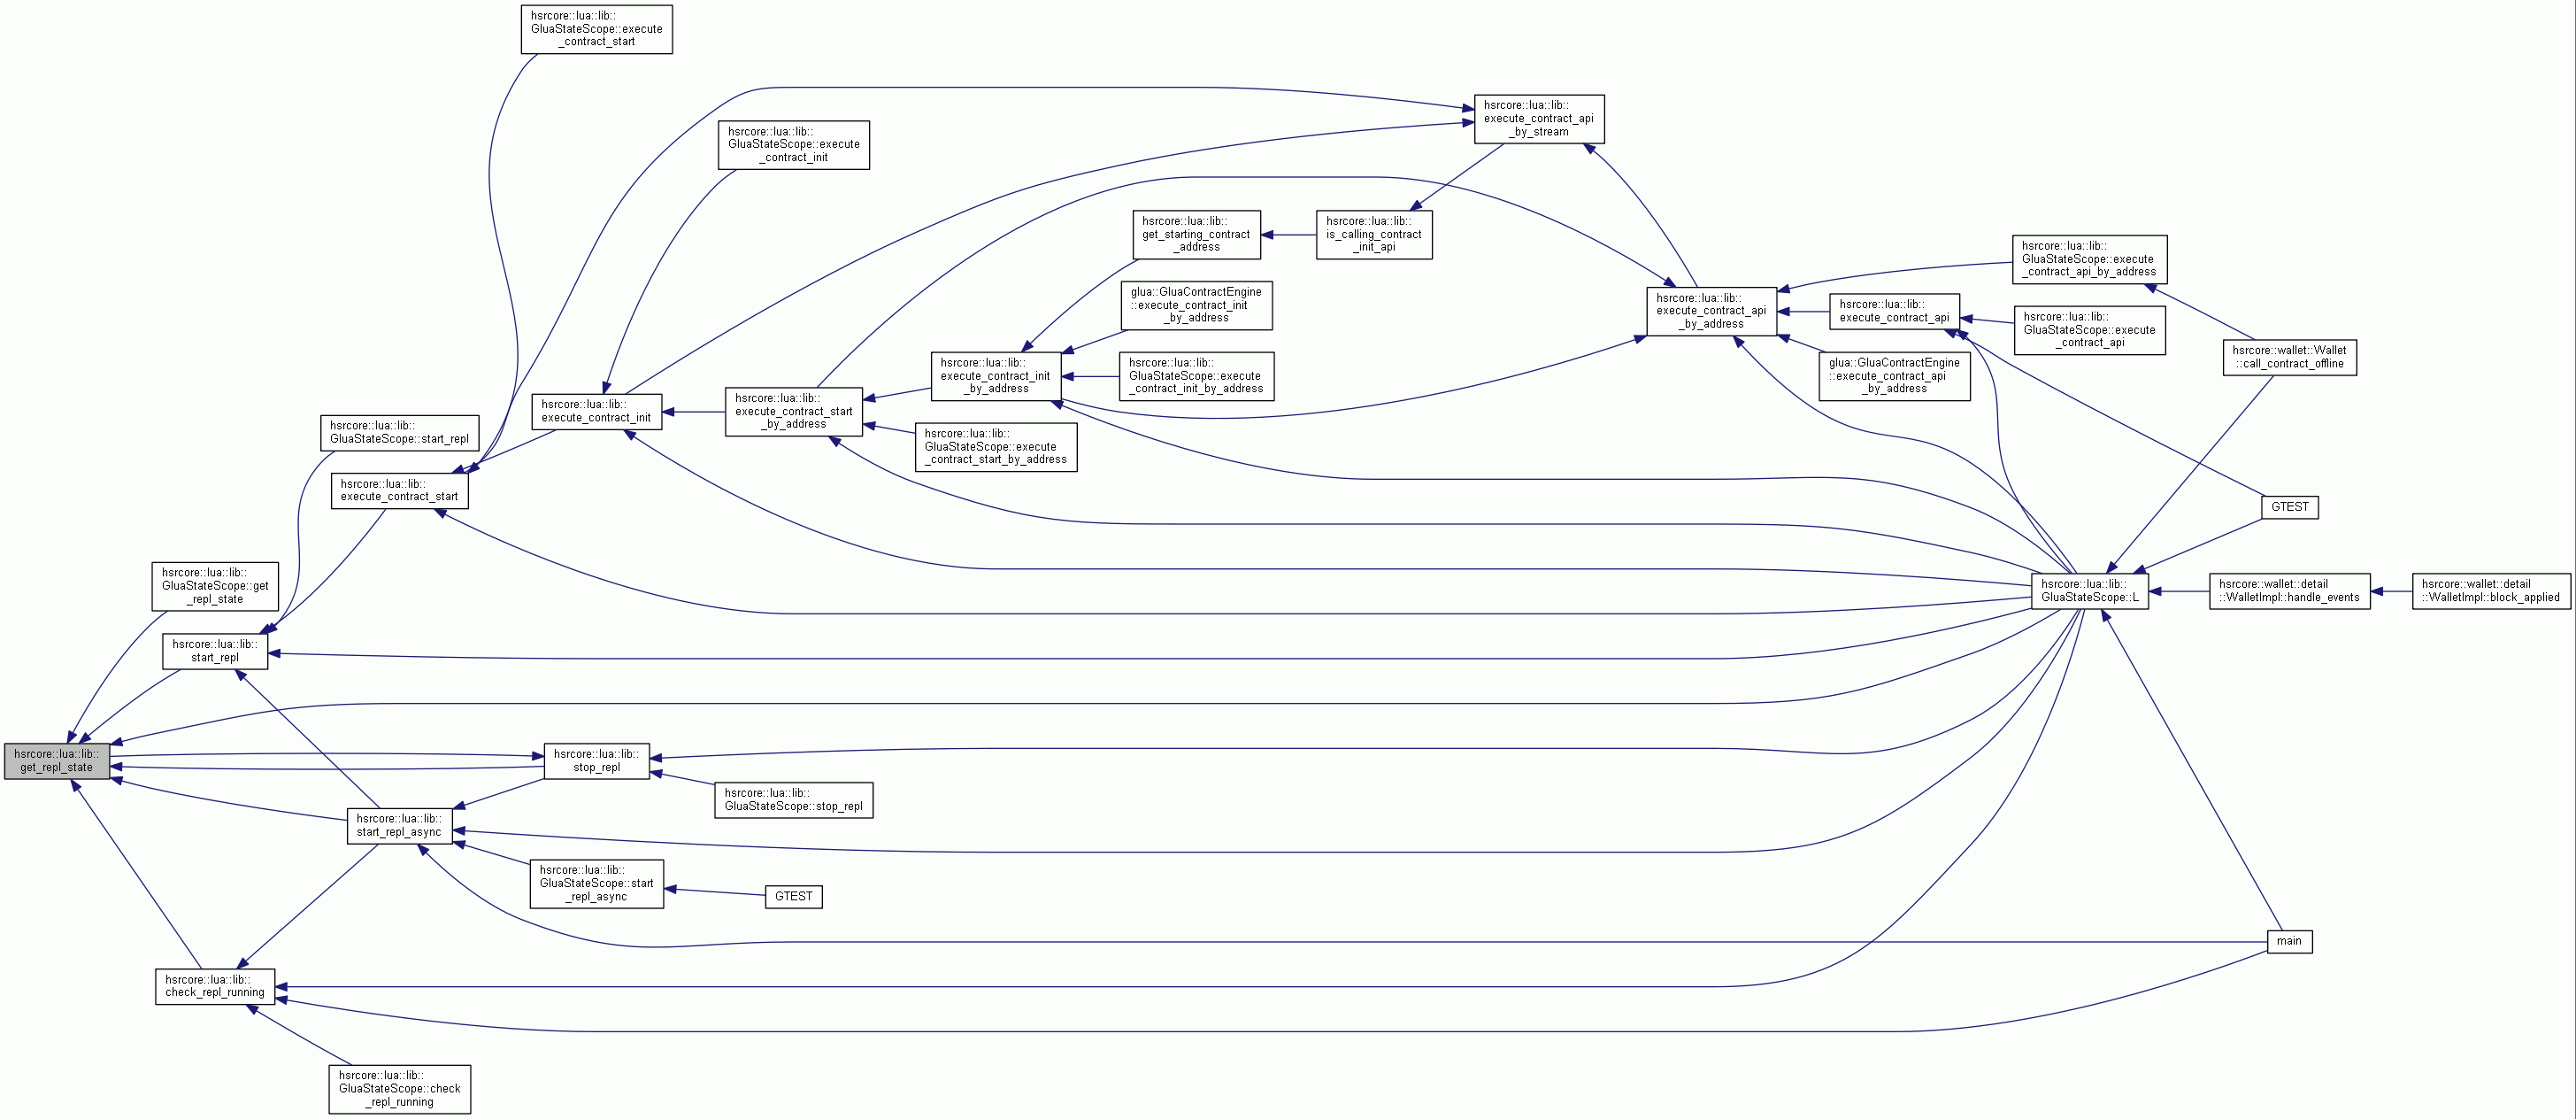 hsrcore::lua::lib::
GluaStateScope::execute
_contract_start
hsrcore::lua::lib::
execute_contract_api
_by_stream
hsrcore::lua::lib::
GluaStateScope::execute
_contract_init
hsrcore::lua::lib::
get_starting_contract
_address
hsrcore::lua::lib::
is_calling_contract
_init_api
hsrcore::lua::lib::
GluaStateScope::execute
_contract_api_by_address
glua::GluaContractEngine
::execute_contract_init
_by_address
hsrcore::lua::lib::
execute_contract_api
_by_address
hsrcore::lua::lib::
execute_contract_api
hsrcore::lua::lib::
GluaStateScope::execute
_contract_api
hsrcore::wallet::Wallet
::call_contract_offline
hsrcore::lua::lib::
execute_contract_init
_by_address
hsrcore::lua::lib::
GluaStateScope::execute
_contract_init_by_address
glua::GluaContractEngine
::execute_contract_api
_by_address
hsrcore::lua::lib::
execute_contract_init
hsrcore::lua::lib::
execute_contract_start
_by_address
hsrcore::lua::lib::
GluaStateScope::start_repl
hsrcore::lua::lib::
GluaStateScope::execute
_contract_start_by_address
hsrcore::lua::lib::
execute_contract_start
GTEST
hsrcore::lua::lib::
GluaStateScope::get
_repl_state
hsrcore::lua::lib::
GluaStateScope::L
hsrcore::wallet::detail
::WalletImpl::handle_events
hsrcore::wallet::detail
::WalletImpl::block_applied
hsrcore::lua::lib::
start_repl
hsrcore::lua::lib::
get_repl_state
hsrcore::lua::lib::
stop_repl
hsrcore::lua::lib::
GluaStateScope::stop_repl
hsrcore::lua::lib::
start_repl_async
hsrcore::lua::lib::
GluaStateScope::start
_repl_async
GTEST
main
hsrcore::lua::lib::
check_repl_running
hsrcore::lua::lib::
GluaStateScope::check
_repl_running